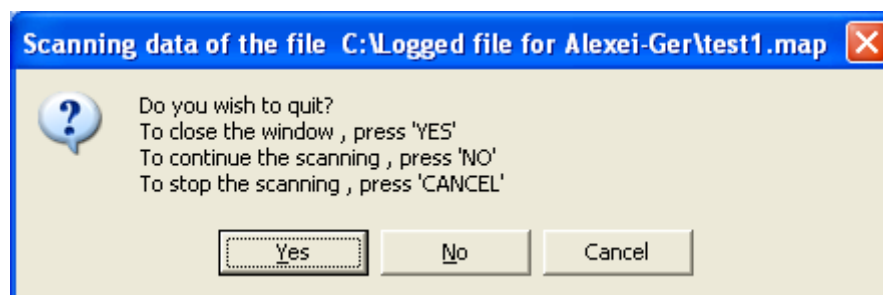 Scanning data of the file C:\Logged file for Alexei-Ger\test1.map
Do you wish to quit?
To close the window , press 'YES'
To continue the scanning , press 'NO'
To stop the scanning , press 'CANCEL'
Yes No Cancel